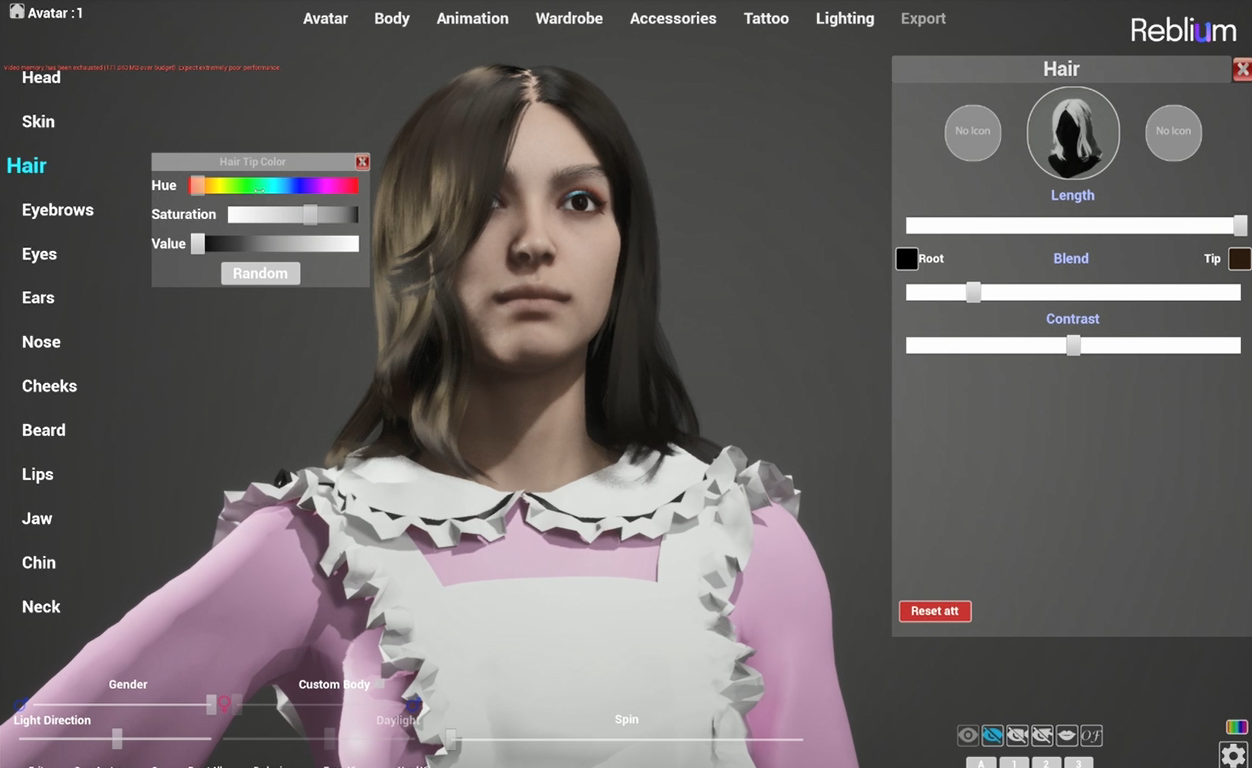 Avatar :1
Avatar Body Animation Wardrobe Accessories Tattoo Lighting Export
Reblium
Video memory has been exhausted
over budget). Expect extremely poor performance.
Head
Skin
Hair
Eyebrows
Eyes
Ears
Nose
Cheeks
Beard
Lips
Jaw
Chin
Neck
Hair Tip Color
X
Hue
Saturation
Value
Random
Hair
X
No Icon
No Icon
Length
Root Blend Tip
Contrast
Reset att
Gender
Custom Body
Light Direction
Daylight
Spin
A 1 2 3